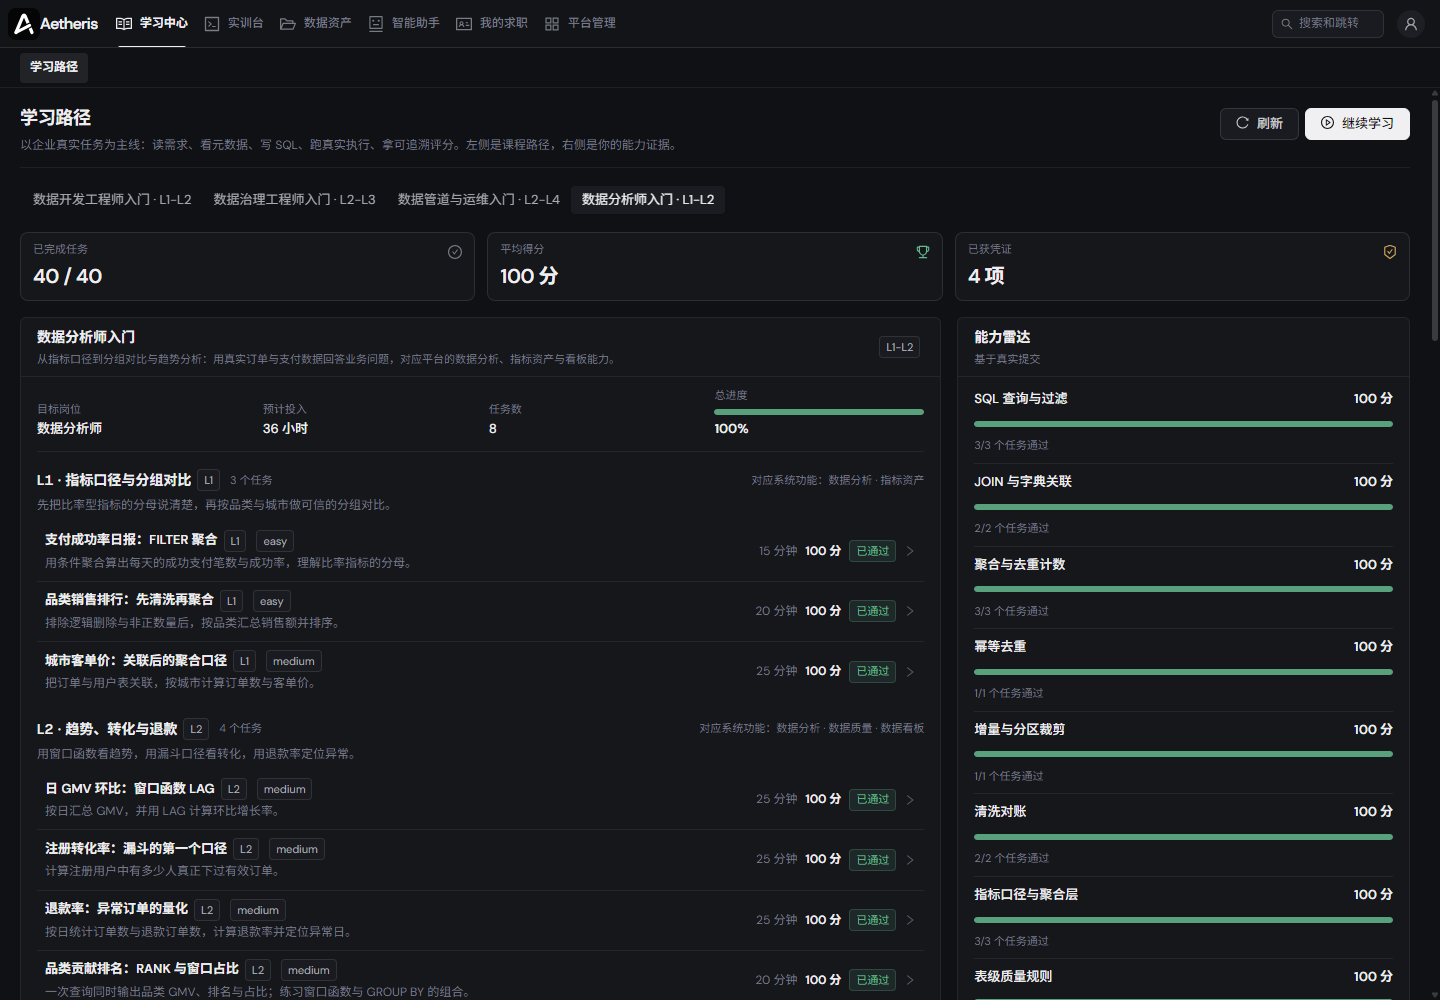 Aetheris 学习中心 实训台 数据资产 智能助手 我的求职 平台管理 搜索和跳转
学习路径
学习路径
以企业真实任务为主线：读需求、看元数据、写 SQL、跑真实执行、拿可追溯评分。左侧是课程路径，右侧是你的能力证据。
刷新 继续学习
数据开发工程师入门 · L1-L2 数据治理工程师入门 · L2-L3 数据管道与运维入门 · L2-L4 数据分析师入门 · L1-L2
已完成任务
40 / 40
平均得分
100 分
已获凭证
4 项
数据分析师入门
从指标口径到分组对比与趋势分析：用真实订单与支付数据回答业务问题，对应平台的数据分析、指标资产与看板能力。
L1-L2
目标岗位
数据分析师
预计投入
36 小时
任务数
8
总进度
100%
L1 · 指标口径与分组对比 L1 3 个任务 对应系统功能：数据分析 · 指标资产
先把比率型指标的分母说清楚，再按品类与城市做可信的分组对比。
支付成功率日报：FILTER 聚合 L1 easy
用条件聚合算出每天的成功支付笔数与成功率，理解比率指标的分母。
15 分钟 100 分 已通过
品类销售排行：先清洗再聚合 L1 easy
排除逻辑删除与非正数量后，按品类汇总销售额并排序。
20 分钟 100 分 已通过
城市客单价：关联后的聚合口径 L1 medium
把订单与用户表关联，按城市计算订单数与客单价。
25 分钟 100 分 已通过
L2 · 趋势、转化与退款 L2 4 个任务 对应系统功能：数据分析 · 数据质量 · 数据看板
用窗口函数看趋势，用漏斗口径看转化，用退款率定位异常。
日 GMV 环比：窗口函数 LAG L2 medium
按日汇总 GMV，并用 LAG 计算环比增长率。
25 分钟 100 分 已通过
注册转化率：漏斗的第一个口径 L2 medium
计算注册用户中有多少人真正下过有效订单。
25 分钟 100 分 已通过
退款率：异常订单的量化 L2 medium
按日统计订单数与退款订单数，计算退款率并定位异常日。
25 分钟 100 分 已通过
品类贡献排名：RANK 与窗口占比 L2 medium
一次查询同时输出品类 GMV、排名与占比；练习窗口函数与 GROUP BY 的组合。
20 分钟 100 分 已通过
能力雷达
基于真实提交
SQL 查询与过滤 100 分
3/3 个任务通过
JOIN 与字典关联 100 分
2/2 个任务通过
聚合与去重计数 100 分
3/3 个任务通过
幂等去重 100 分
1/1 个任务通过
增量与分区裁剪 100 分
1/1 个任务通过
清洗对账 100 分
2/2 个任务通过
指标口径与聚合层 100 分
3/3 个任务通过
表级质量规则 100 分